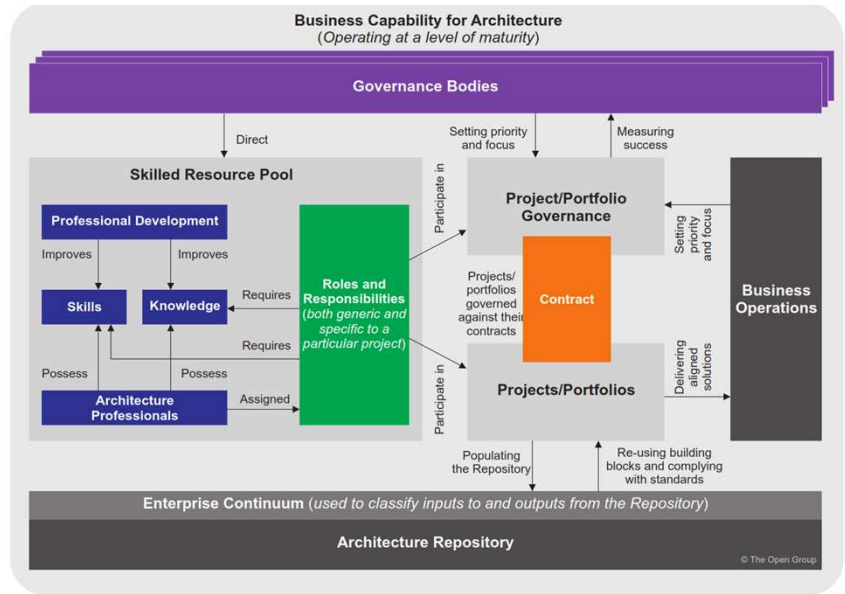 Business Capability for Architecture
(Operating at a level of maturity)
Governance Bodies
Direct
Setting priority
and focus
Measuring
success
Skilled Resource Pool
Professional Development
Improves
Improves
Skills
Knowledge
Requires
Requires
Possess
Possess
Architecture
Professionals
Assigned
Roles and
Responsibilities
(both generic and
specific to a
particular project)
Participate in
Participate in
Project/Portfolio
Governance
Projects/
portfolios
governed
against their
contracts
Contract
Projects/Portfolios
Setting
priority
and focus
Delivering
aligned
solutions
Business
Operations
Populating
the Repository
Re-using building
blocks and complying
with standards
Enterprise Continuum (used to classify inputs to and outputs from the Repository)
Architecture Repository
© The Open Group